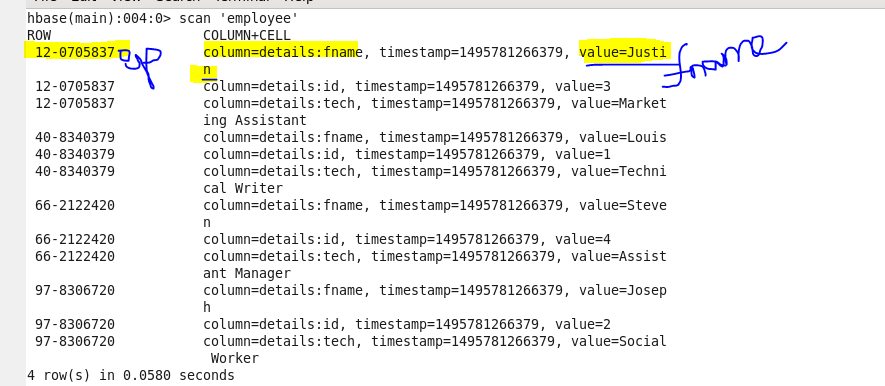 hbase(main):004:0> scan 'employee'
ROW COLUMN+CELL
12-0705837 column=details:fname, timestamp=1495781266379, value=Justi
n
fname
12-0705837 column=details:id, timestamp=1495781266379, value=3
12-0705837 column=details:tech, timestamp=1495781266379, value=Market
ing Assistant
40-8340379 column=details:fname, timestamp=1495781266379, value=Louis
40-8340379 column=details:id, timestamp=1495781266379, value=1
40-8340379 column=details:tech, timestamp=1495781266379, value=Techni
cal Writer
66-2122420 column=details:fname, timestamp=1495781266379, value=Steve
n
66-2122420 column=details:id, timestamp=1495781266379, value=4
66-2122420 column=details:tech, timestamp=1495781266379, value=Assist
ant Manager
97-8306720 column=details:fname, timestamp=1495781266379, value=Josep
h
97-8306720 column=details:id, timestamp=1495781266379, value=2
97-8306720 column=details:tech, timestamp=1495781266379, value=Social
Worker
4 row(s) in 0.0580 seconds